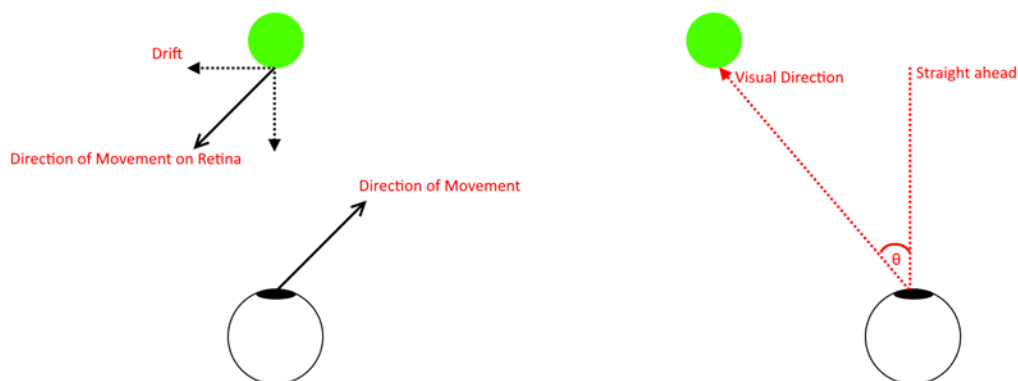 Drift
Direction of Movement on Retina
Direction of Movement
Visual Direction
Straight ahead
θ